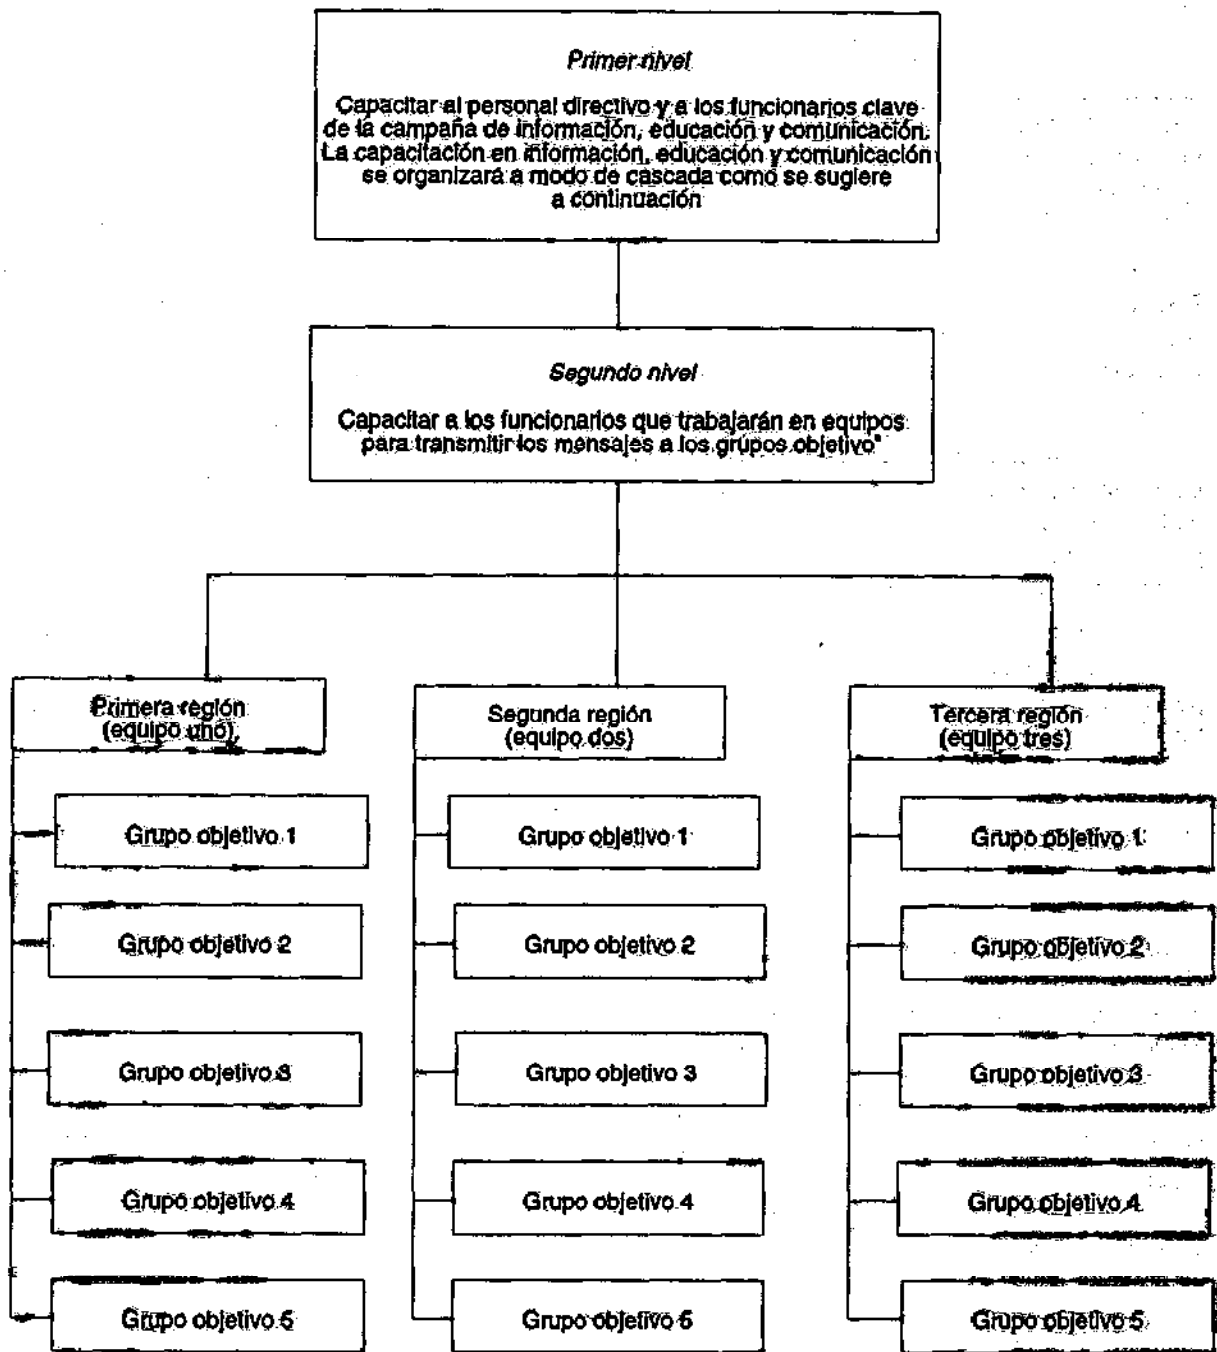 Primer nivel
Capacitar al personal directivo y a los funcionarios clave
de la campaña de información, educación y comunicación.
La capacitación en información, educación y comunicación
se organizará a modo de cascada como se sugiere
a continuación
Segundo nivel
Capacitar a los funcionarios que trabajarán en equipos
para transmitir los mensajes a los grupos objetivo*
Primera región
(equipo uno)
Grupo objetivo 1
Grupo objetivo 2
Grupo objetivo 3
Grupo objetivo 4
Grupo objetivo 5
Segunda región
(equipo dos)
Grupo objetivo 1
Grupo objetivo 2
Grupo objetivo 3
Grupo objetivo 4
Grupo objetivo 5
Tercera región
(equipo tres)
Grupo objetivo 1
Grupo objetivo 2
Grupo objetivo 3
Grupo objetivo 4
Grupo objetivo 5